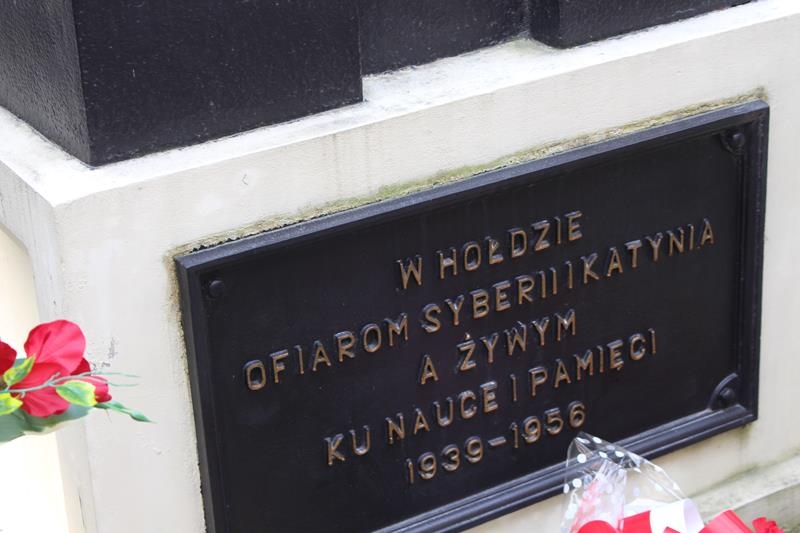 W HOŁDZIE
OFIAROM SYBERII I KATYNIA
A ŻYWYM
KU NAUCE I PAMIĘCI
1939-1956